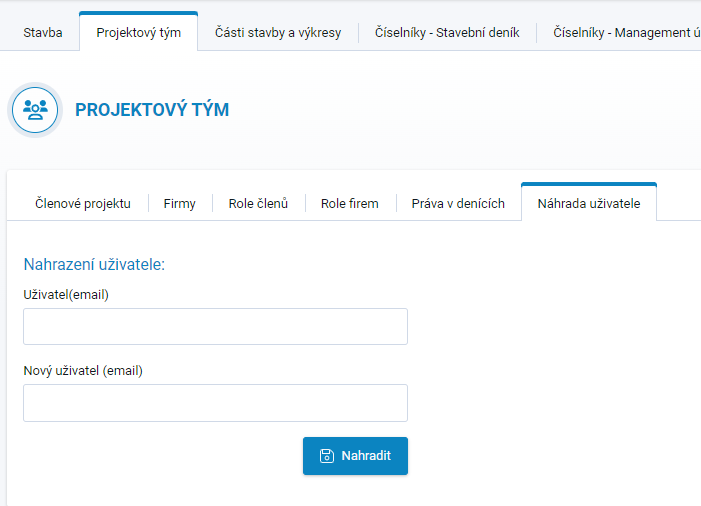 Stavba Projektový tým Části stavby a výkresy Číselníky - Stavební deník Číselníky - Management ú
PROJEKTOVÝ TÝM
Členové projektu Firmy Role členů Role firem Práva v denících Náhrada uživatele
Nahrazení uživatele:
Uživatel(email)
Nový uživatel (email)
Nahradit